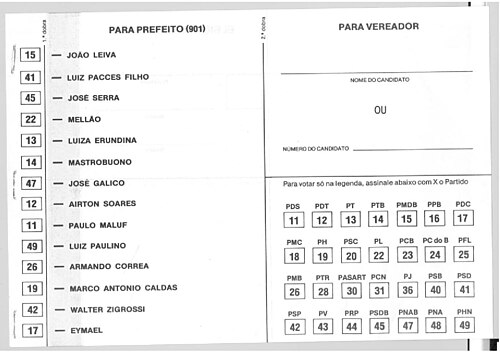 1.ª dobra
PARA PREFEITO (901)
15 — JOÃO LEIVA
41 — LUIZ PACCES FILHO
45 — JOSÉ SERRA
22 — MELLÃO
13 — LUIZA ERUNDINA
14 — MASTROBUONO
47 — JOSÉ GALICO
12 — AIRTON SOARES
11 — PAULO MALUF
49 — LUIZ PAULINO
26 — ARMANDO CORREA
19 — MARCO ANTONIO CALDAS
42 — WALTER ZIGROSSI
17 — EYMAEL
2.ª dobra
PARA VEREADOR
NOME DO CANDIDATO
OU
NÚMERO DO CANDIDATO
Para votar só na legenda, assinale abaixo com X o Partido
PDS PDT PT PTB PMDB PPB PDC
11 12 13 14 15 16 17
PMC PH PSC PL PCB PC do B PFL
18 19 20 22 23 24 25
PMB PTR PASART PCN PJ PSB PSD
26 28 30 31 36 40 41
PSP PV PRP PSDB PNAB PNA PHN
42 43 44 45 47 48 49